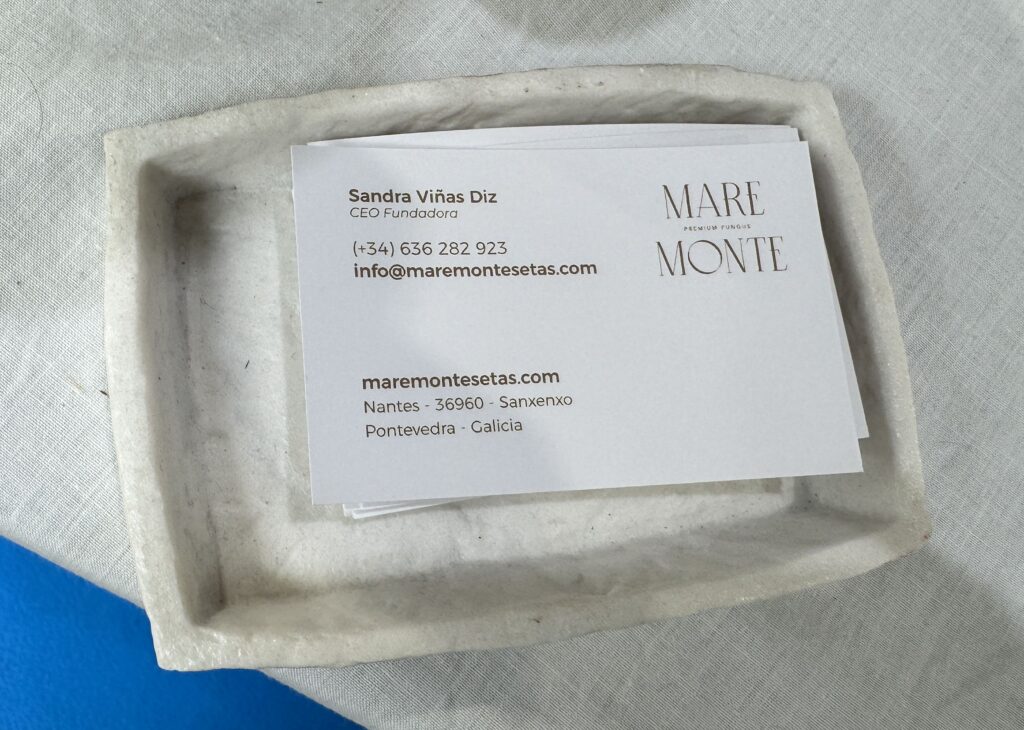 Sandra Viñas Diz
CEO Fundadora
(+34) 636 282 923
info@maremontesetas.com
MARE
PREMIUM FUNGUS
MONTE
maremontesetas.com
Nantes - 36960 - Sanxenxo
Pontevedra - Galicia